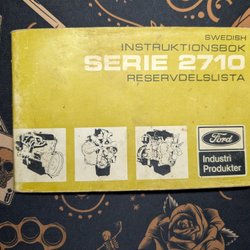 SWEDISH
INSTRUKTIONSBOK
SERIE 2710
RESERVDELSLISTA
Ford
Industri
Produkter